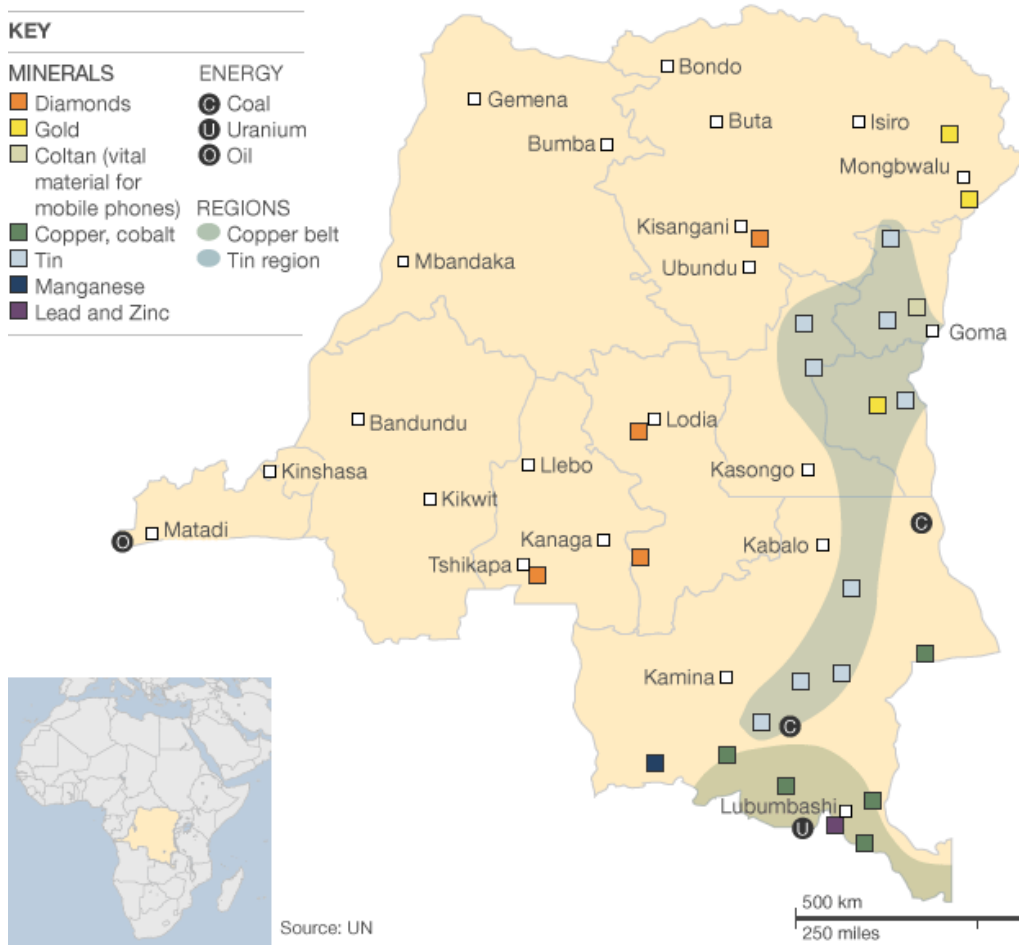 KEY
MINERALS
Diamonds
Gold
Coltan (vital
material for
mobile phones)
Copper, cobalt
Tin
Manganese
Lead and Zinc
ENERGY
C Coal
U Uranium
O Oil
REGIONS
Copper belt
Tin region
Bondo
Gemena
Buta
Isiro
Bumba
Mongbwalu
Kisangani
Mbandaka
Ubundu
Goma
Bandundu
Lodia
Kinshasa
Llebo
Kasongo
Kikwit
Matadi
O
C
Kanaga
Kabalo
Tshikapa
Kamina
C
Lubumbashi
U
Source: UN
500 km
250 miles